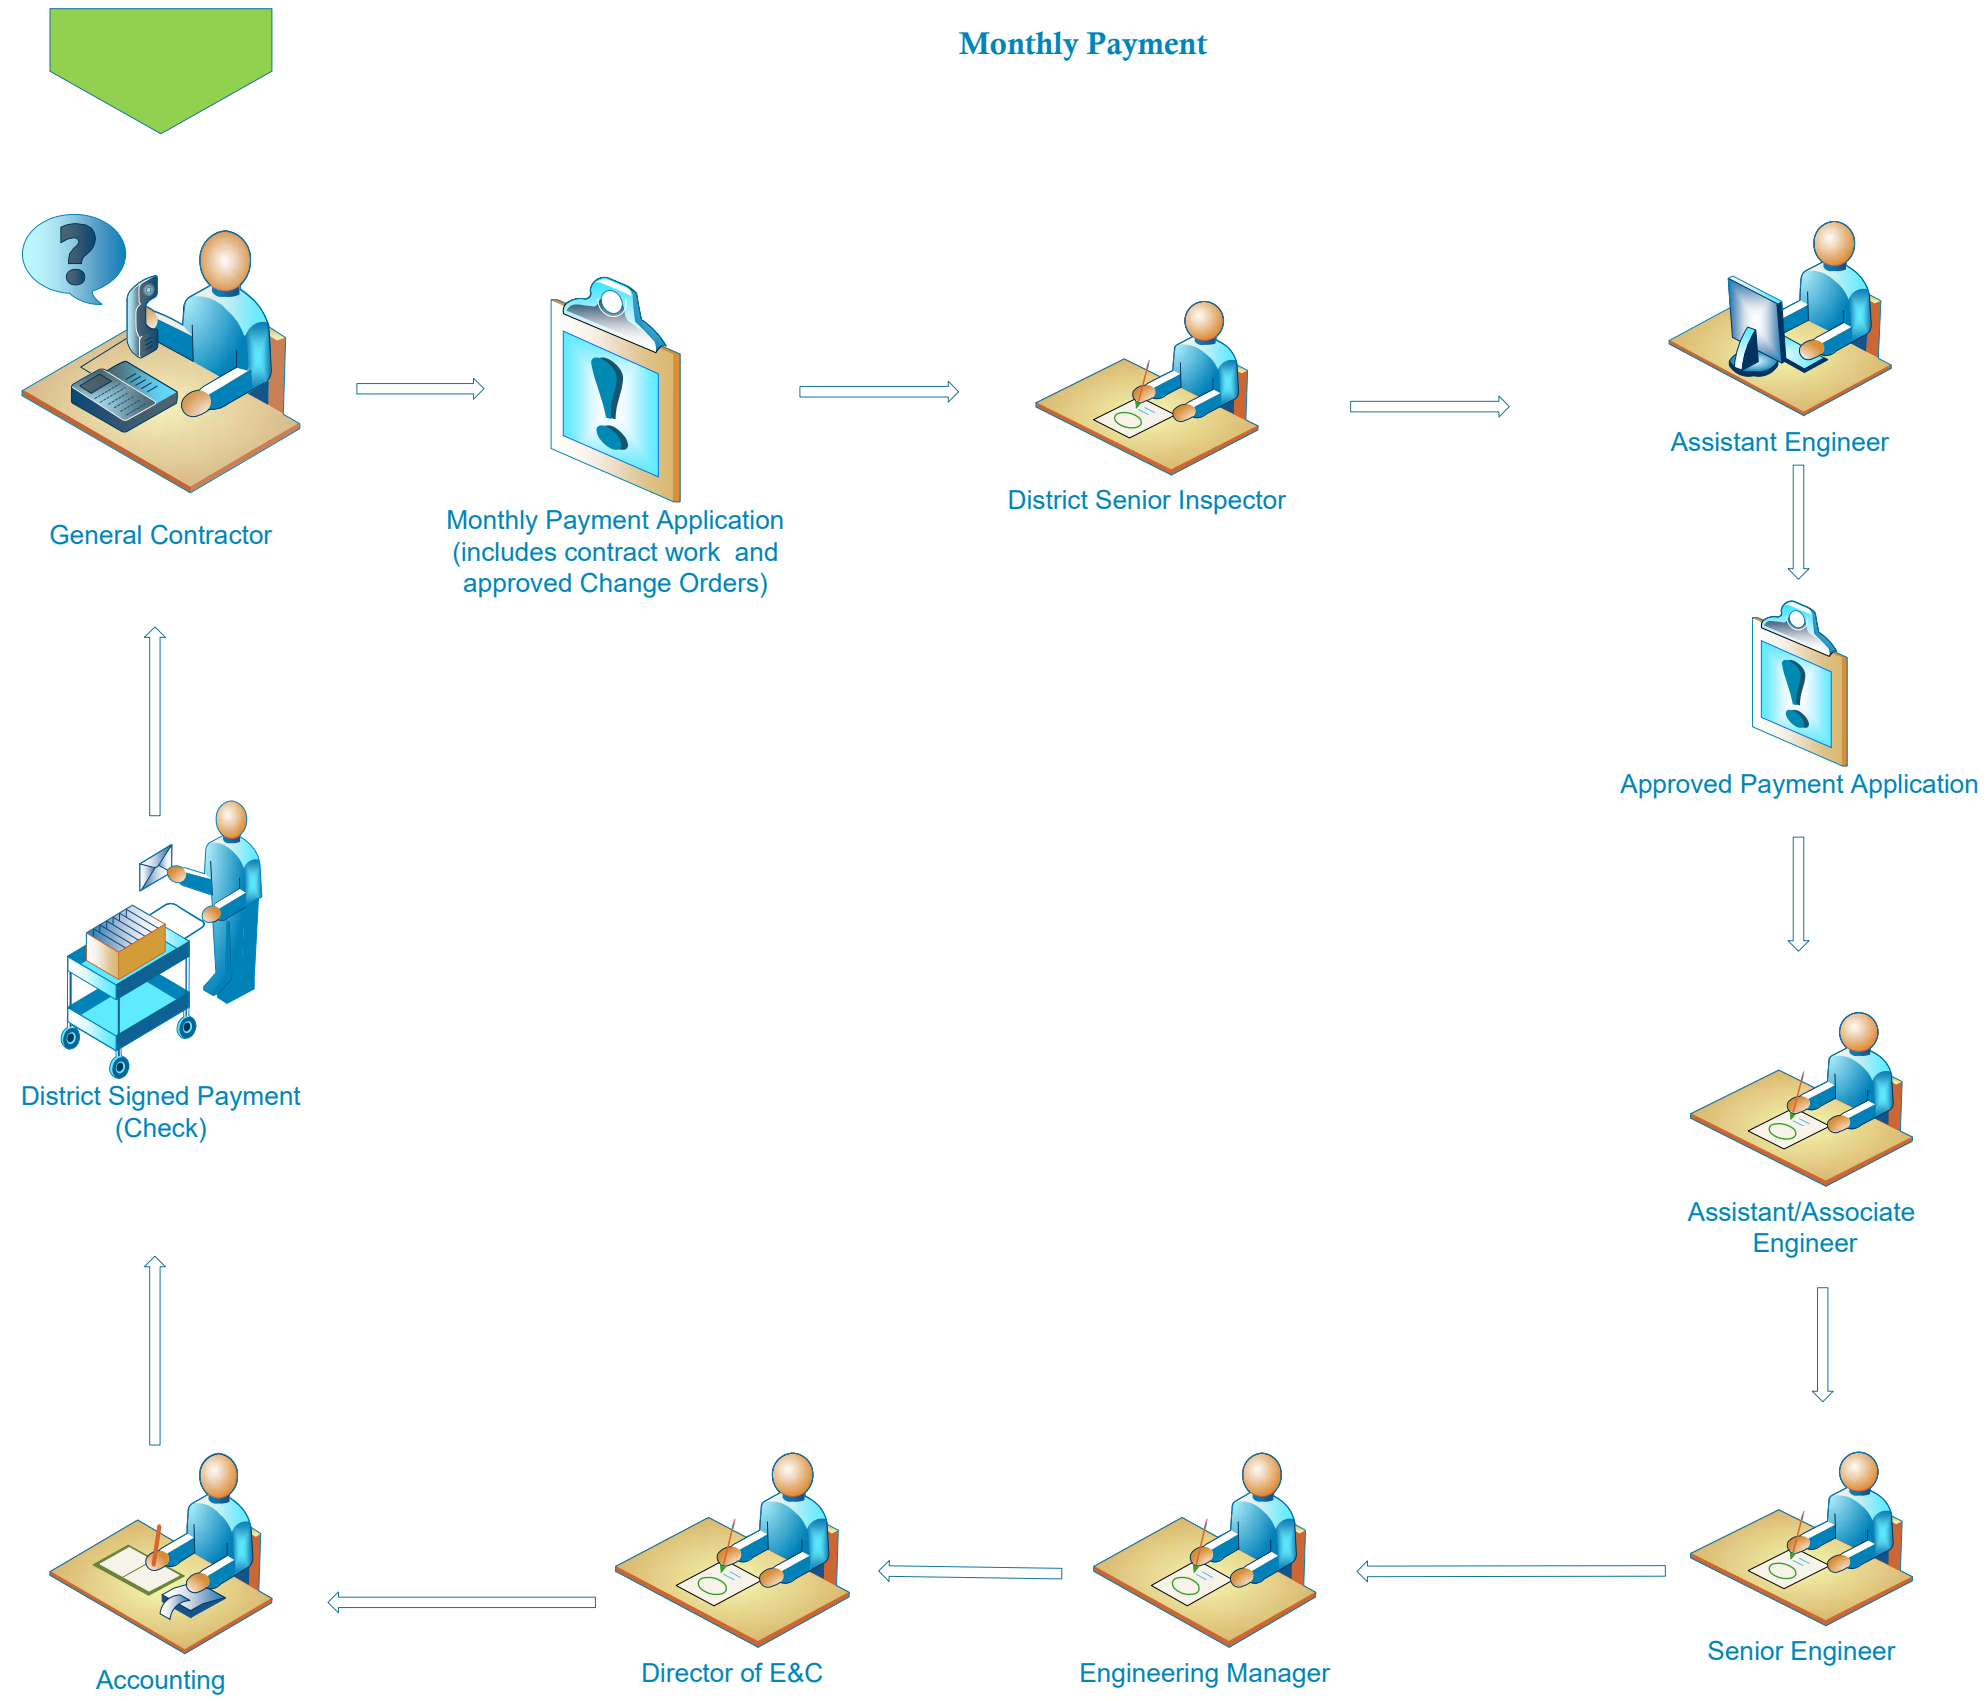 Monthly Payment
General Contractor
Monthly Payment Application
(includes contract work  and
approved Change Orders)
District Senior Inspector
Assistant Engineer
Approved Payment Application
Assistant/Associate
Engineer
Senior Engineer
Engineering Manager
Director of E&C
Accounting
District Signed Payment
(Check)